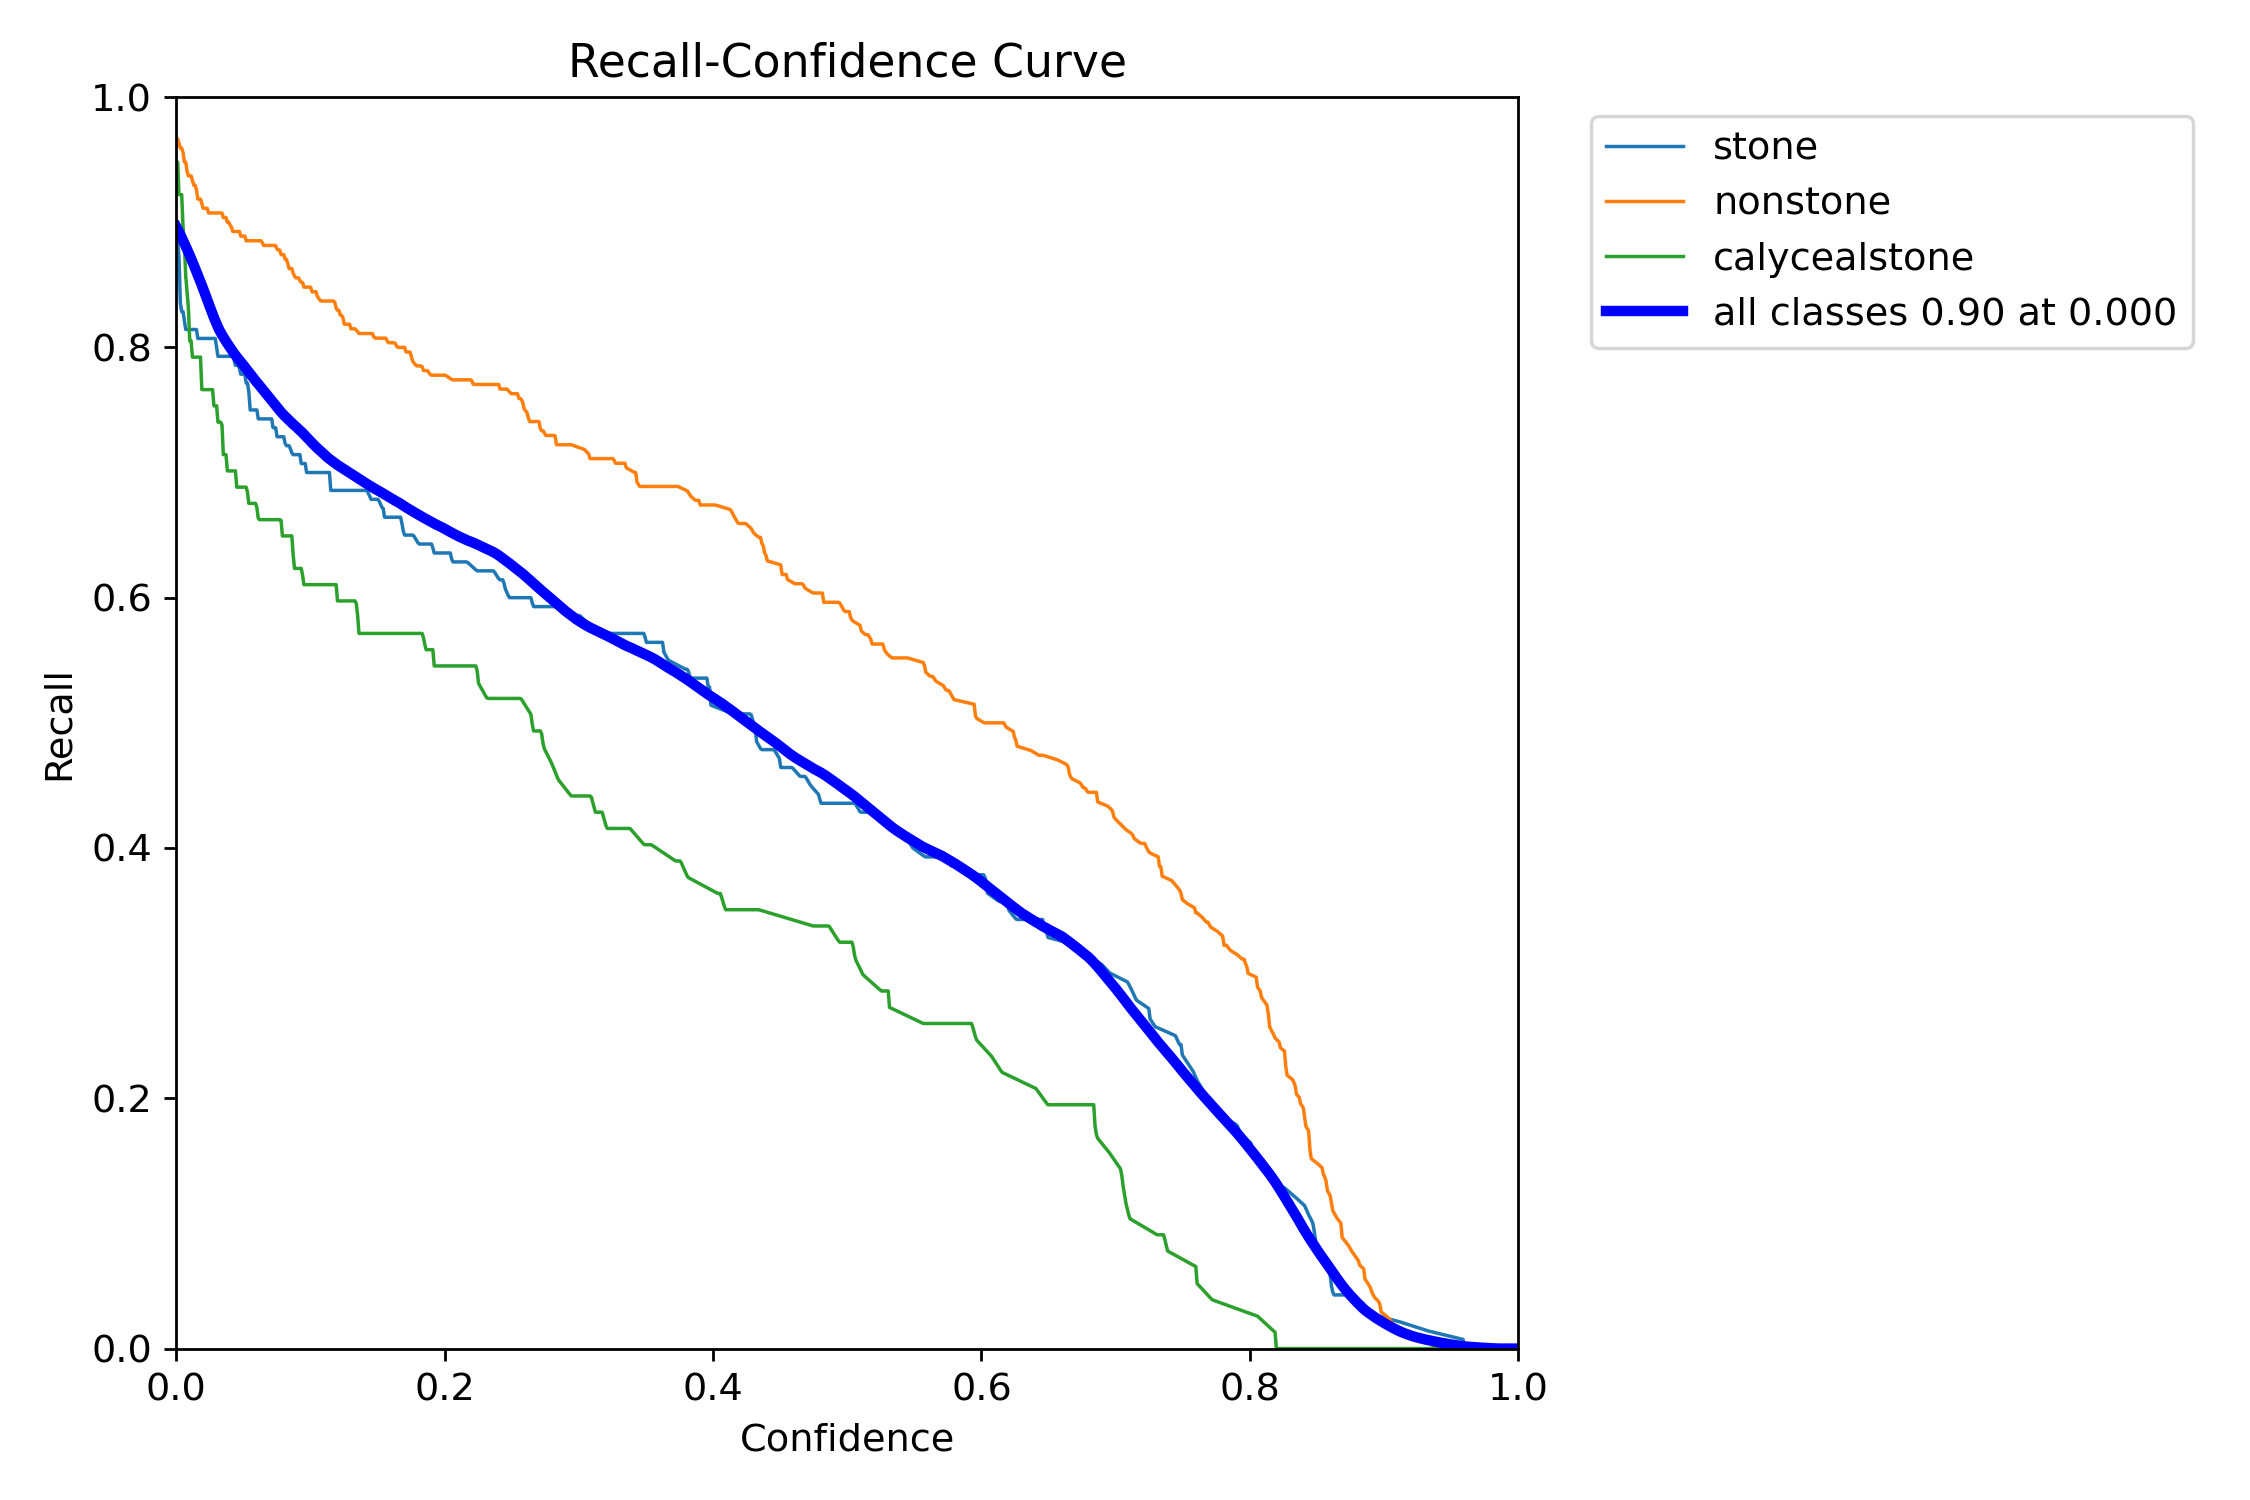 Recall-Confidence Curve
1.0
0.8
0.6
0.4
0.2
0.0
Recall
0.0 0.2 0.4 0.6 0.8 1.0
Confidence
stone
nonstone
calycealstone
all classes 0.90 at 0.000